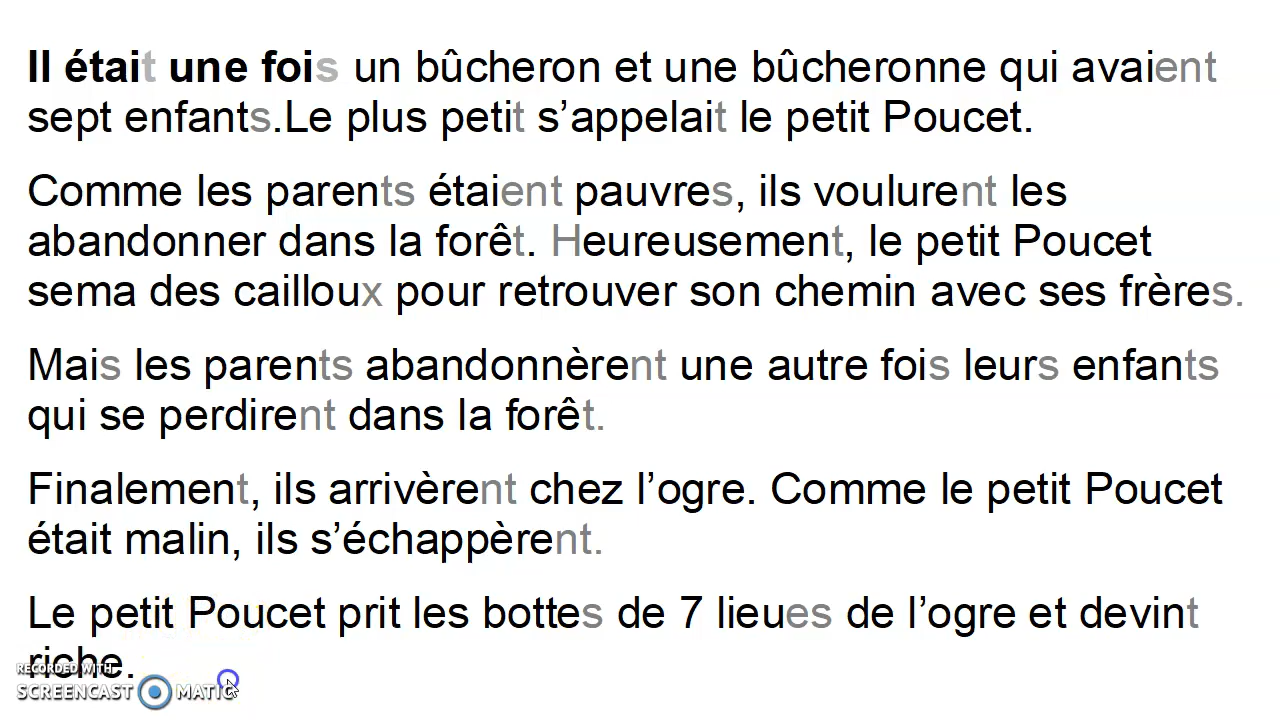 Il était une fois un bûcheron et une bûcheronne qui avaient
sept enfants.Le plus petit s’appelait le petit Poucet.
Comme les parents étaient pauvres, ils voulurent les
abandonner dans la forêt. Heureusement, le petit Poucet
sema des cailloux pour retrouver son chemin avec ses frères.
Mais les parents abandonnèrent une autre fois leurs enfants
qui se perdirent dans la forêt.
Finalement, ils arrivèrent chez l’ogre. Comme le petit Poucet
était malin, ils s’échappèrent.
Le petit Poucet prit les bottes de 7 lieues de l’ogre et devint
riche.
RECORDED WITH
SCREENCAST MATIC